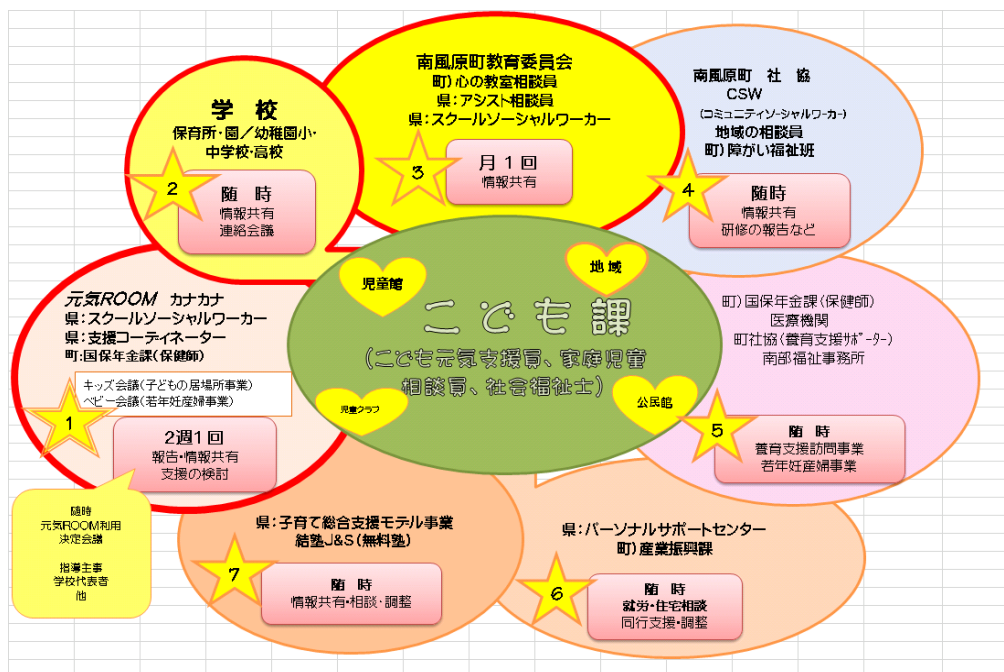 南風原町教育委員会
町)心の教室相談員
県:アシスト相談員
県:スクールソーシャルワーカー
3
月1回
情報共有
学 校
保育所・園/幼稚園小・
中学校・高校
2
随 時
情報共有
連絡会議
南風原町 社 協
CSW
(コミュニティソーシャルワーカー)
地域の相談員
町)障がい福祉班
4
随時
情報共有
研修の報告など
児童館
地域
こども課
(こども元気支援員、家庭児童
相談員、社会福祉士)
児童クラブ
公民館
元気ROOM カナカナ
県:スクールソーシャルワーカー
県:支援コーディネーター
町:国保年金課(保健師)
キッズ会議(子どもの居場所事業)
ベビー会議(若年妊産婦事業)
1
2週1回
報告・情報共有
支援の検討
随時
元気ROOM利用
決定会議
指導主事
学校代表者
他
町)国保年金課(保健師)
医療機関
町社協(養育支援ｻﾎﾟｰﾀｰ)
南部福祉事務所
5
随 時
養育支援訪問事業
若年妊産婦事業
県:パーソナルサポートセンター
町)産業振興課
6
随 時
就労・住宅相談
同行支援・調整
県:子育て総合支援モデル事業
結塾J&S(無料塾)
7
随 時
情報共有・相談・調整